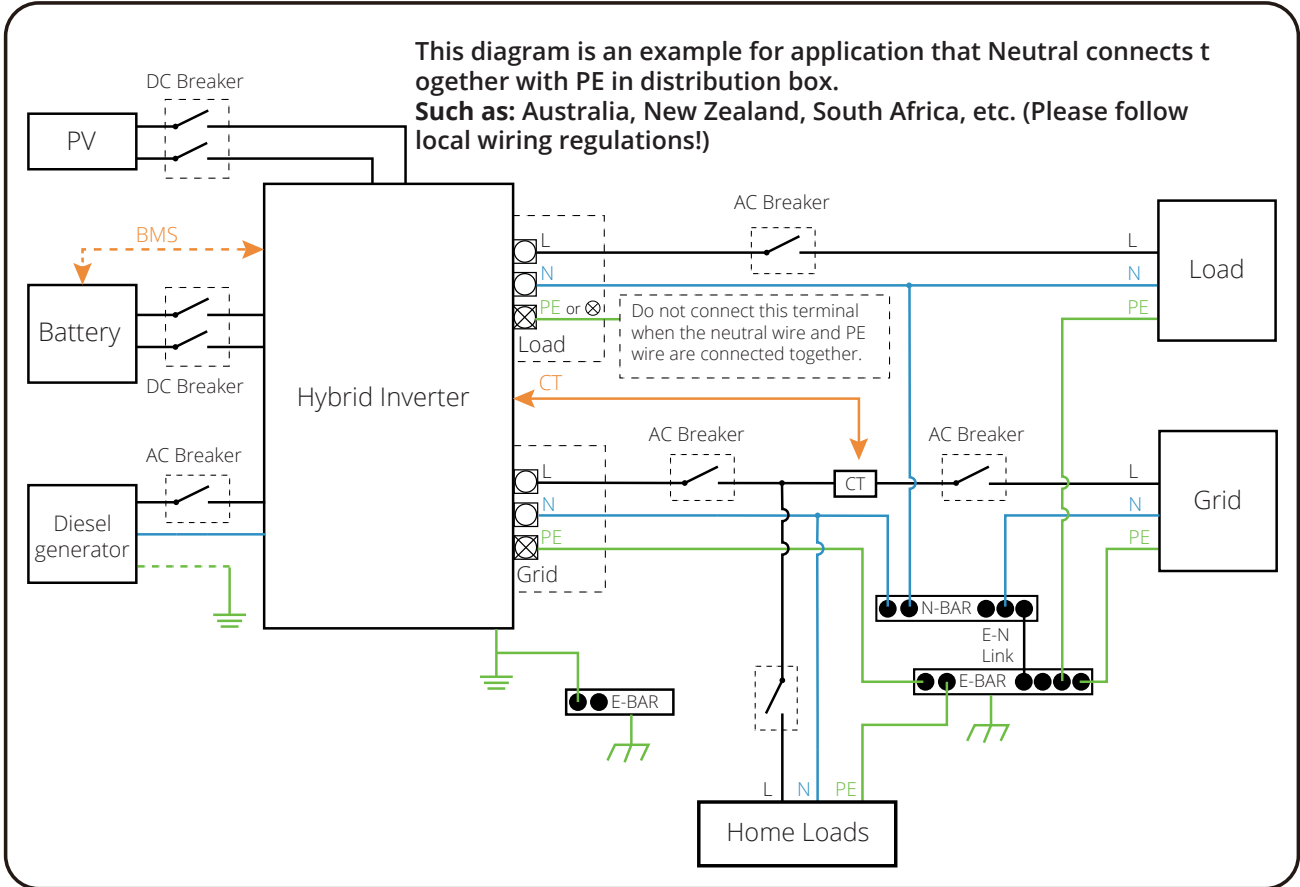 This diagram is an example for application that Neutral connects t
ogether with PE in distribution box.
Such as: Australia, New Zealand, South Africa, etc. (Please follow
local wiring regulations!)
DC Breaker
PV
AC Breaker
BMS
L
L
N
N
Load
PE or ⊗
PE
Do not connect this terminal
when the neutral wire and PE
wire are connected together.
Load
Battery
DC Breaker
Hybrid Inverter
CT
AC Breaker
AC Breaker
AC Breaker
L
CT
L
N
N
Grid
PE
PE
Grid
Diesel
generator
N-BAR
E-N
Link
E-BAR
E-BAR
L
N
PE
Home Loads